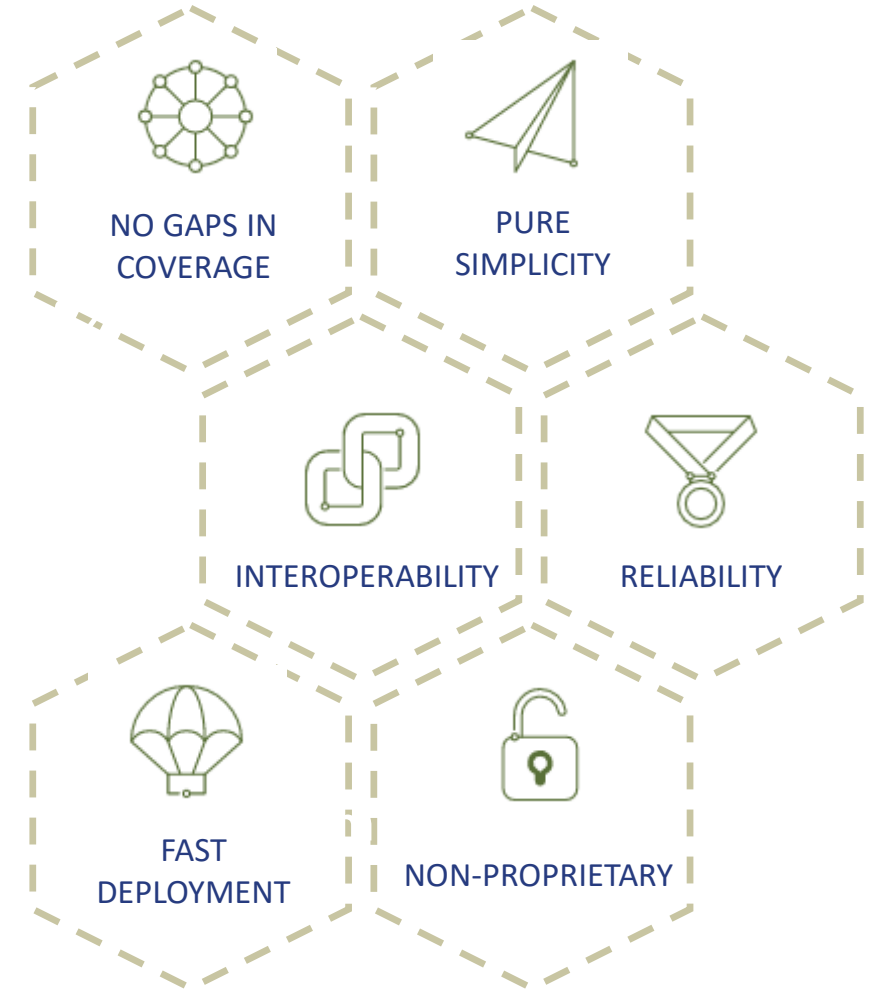 NO GAPS IN
COVERAGE
PURE
SIMPLICITY
INTEROPERABILITY
RELIABILITY
FAST
DEPLOYMENT
NON-PROPRIETARY